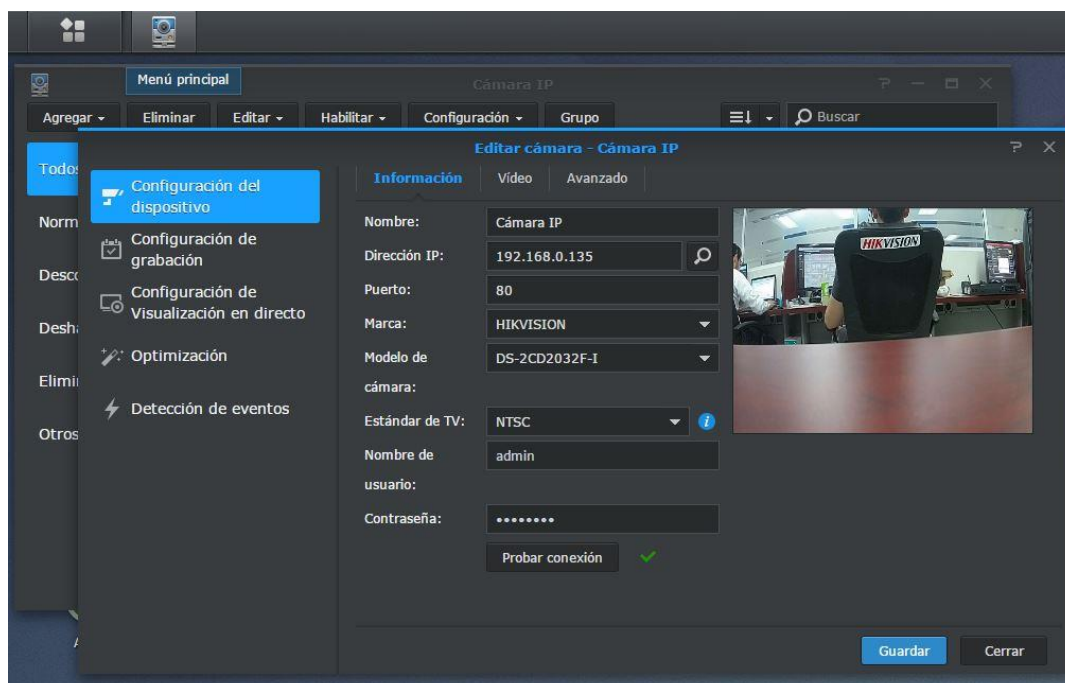 Menú principal
Cámara IP
Agregar
Eliminar
Editar
Habilitar
Configuración
Grupo
Buscar
Editar cámara - Cámara IP
Todos
Norm
Desco
Desh
Elimi
Otros
Configuración del
dispositivo
Configuración de
grabación
Configuración de
Visualización en directo
Optimización
Detección de eventos
Información
Vídeo
Avanzado
Nombre:
Cámara IP
Dirección IP:
192.168.0.135
Puerto:
80
Marca:
HIKVISION
Modelo de
cámara:
DS-2CD2032F-I
Estándar de TV:
NTSC
Nombre de
usuario:
admin
Contraseña:
••••••••
Probar conexión
HIKVISION
Guardar
Cerrar